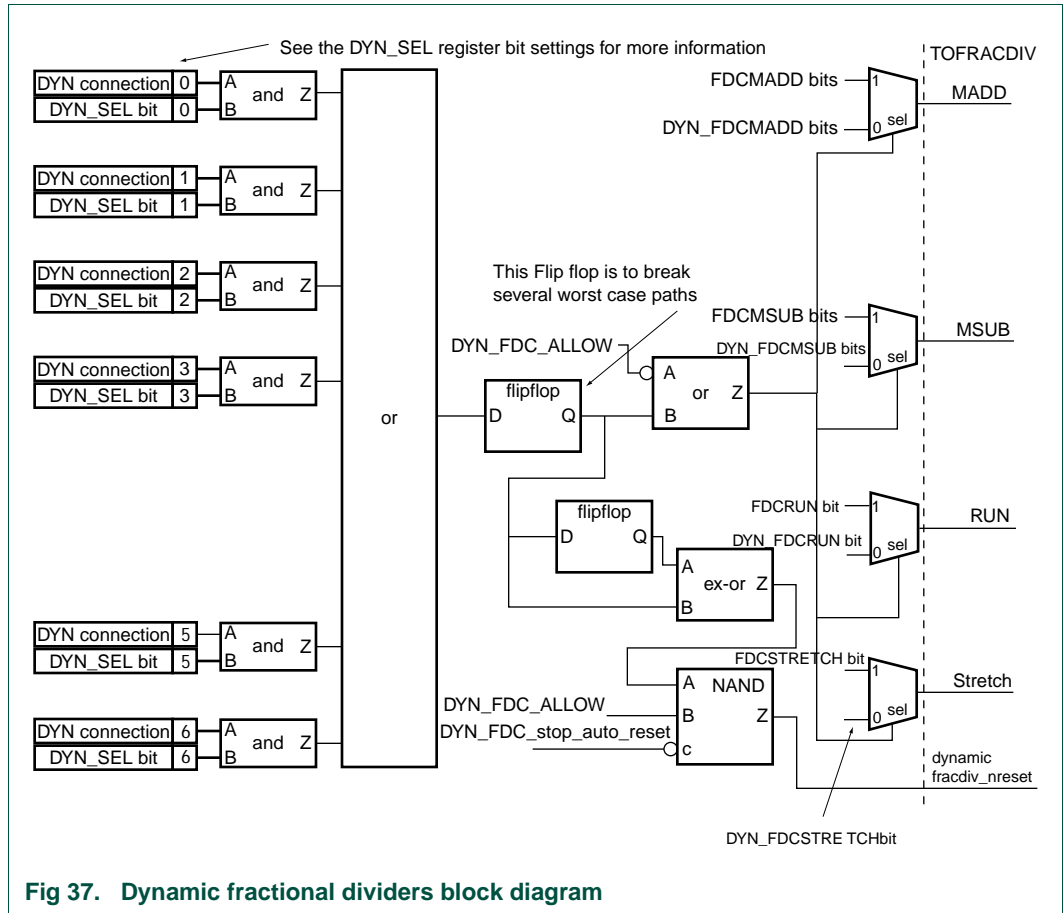 See the DYN_SEL register bit settings for more information
TOFRACDIV
DYN connection 0 A
DYN_SEL bit 0 B
and Z
DYN connection 1 A
DYN_SEL bit 1 B
and Z
DYN connection 2 A
DYN_SEL bit 2 B
and Z
DYN connection 3 A
DYN_SEL bit 3 B
and Z
DYN connection 5 A
DYN_SEL bit 5 B
and Z
DYN connection 6 A
DYN_SEL bit 6 B
and Z
or
This Flip flop is to break
several worst case paths
flipflop
D Q
DYN_FDC_ALLOW
A
or Z
B
flipflop
D Q
A
ex-or Z
B
A NAND
DYN_FDC_ALLOW B Z
DYN_FDC_stop_auto_reset c
FDCMADD bits 1
MADD
DYN_FDCMADD bits 0 sel
FDCMSUB bits 1
MSUB
DYN_FDCMSUB bits 0 sel
FDCRUN bit 1
RUN
DYN_FDCRUN bit 0 sel
FDCSTRETCH bit 1
Stretch
0 sel
dynamic
fracdiv_nreset
DYN_FDCSTRE TCHbit
Fig 37. Dynamic fractional dividers block diagram